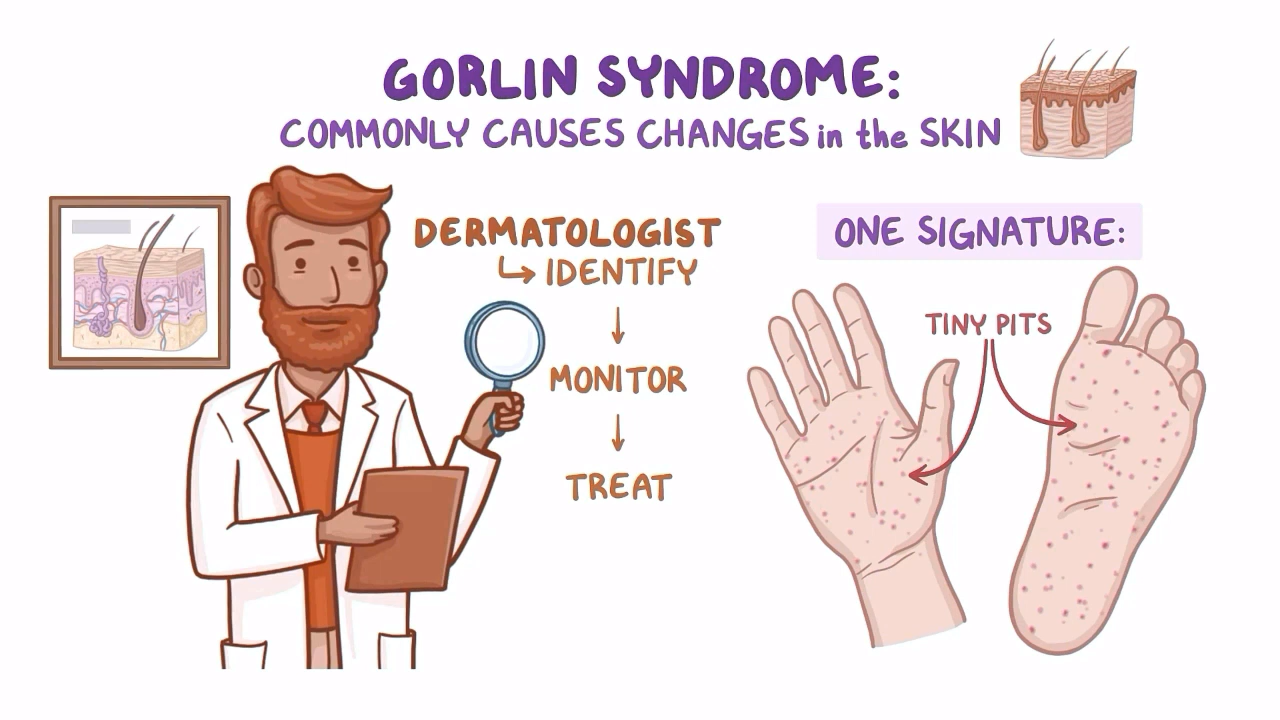 GORLIN SYNDROME:
COMMONLY CAUSES CHANGES in the SKIN
DERMATOLOGIST
↳ IDENTIFY
↓
MONITOR
↓
TREAT
ONE SIGNATURE:
TINY PITS